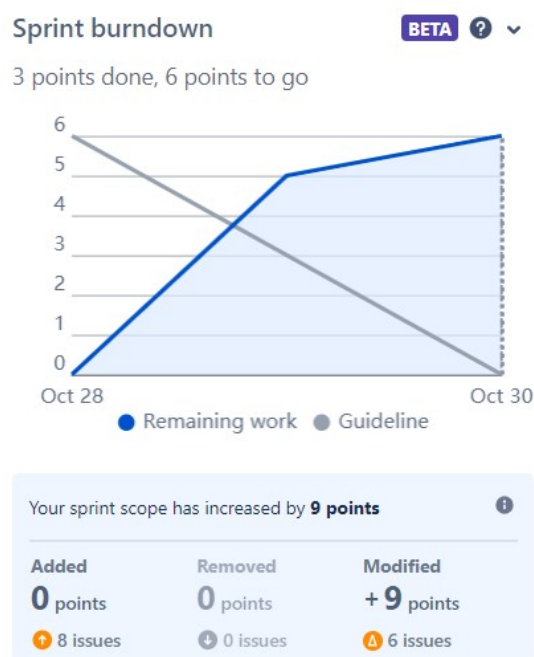 Sprint burndown BETA ?
3 points done, 6 points to go
6
5
4
3
2
1
0
Oct 28 Oct 30
Remaining work Guideline
Your sprint scope has increased by 9 points
Added Removed Modified
0 points 0 points +9 points
8 issues 0 issues 6 issues